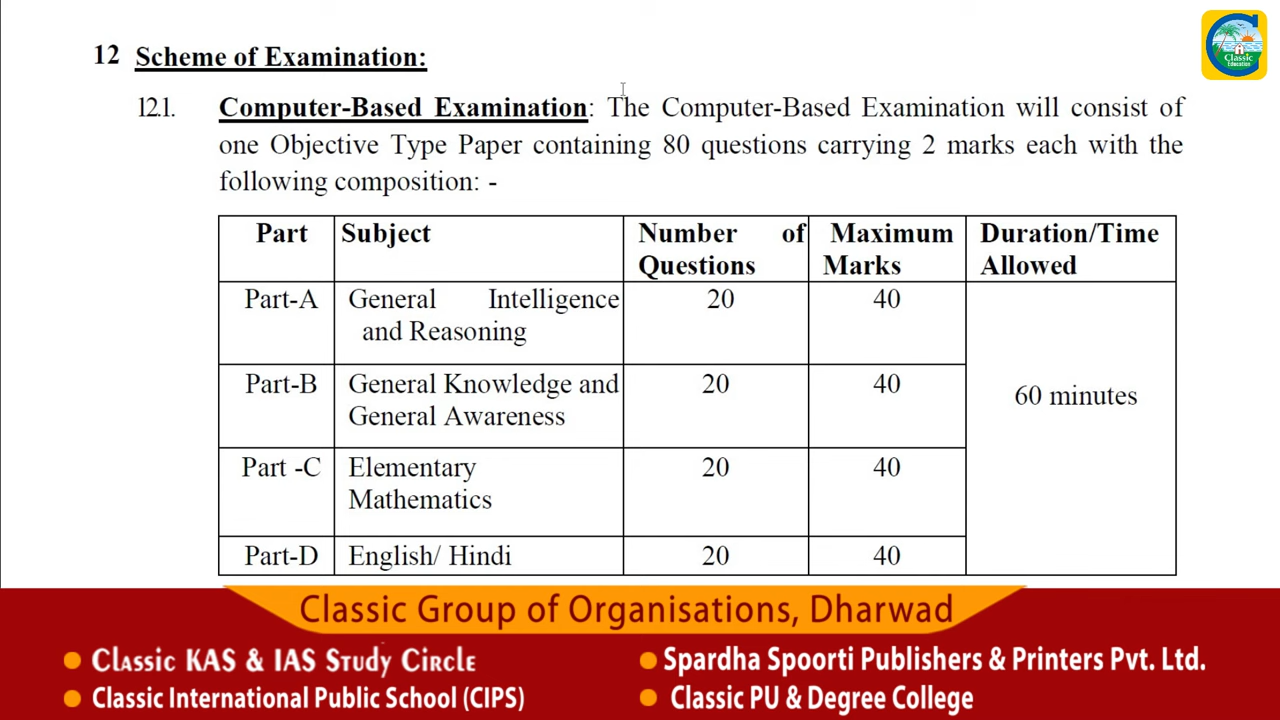 Classic
Education
12 Scheme of Examination:
12.1. Computer-Based Examination: The Computer-Based Examination will consist of
one Objective Type Paper containing 80 questions carrying 2 marks each with the
following composition: -
Part Subject Number of Questions Maximum Marks Duration/Time Allowed
Part-A General Intelligence and Reasoning 20 40 60 minutes
Part-B General Knowledge and General Awareness 20 40
Part -C Elementary Mathematics 20 40
Part-D English/ Hindi 20 40
Classic Group of Organisations, Dharwad
Classic KAS & IAS Study Circle
Spardha Spoorti Publishers & Printers Pvt. Ltd.
Classic International Public School (CIPS)
Classic PU & Degree College